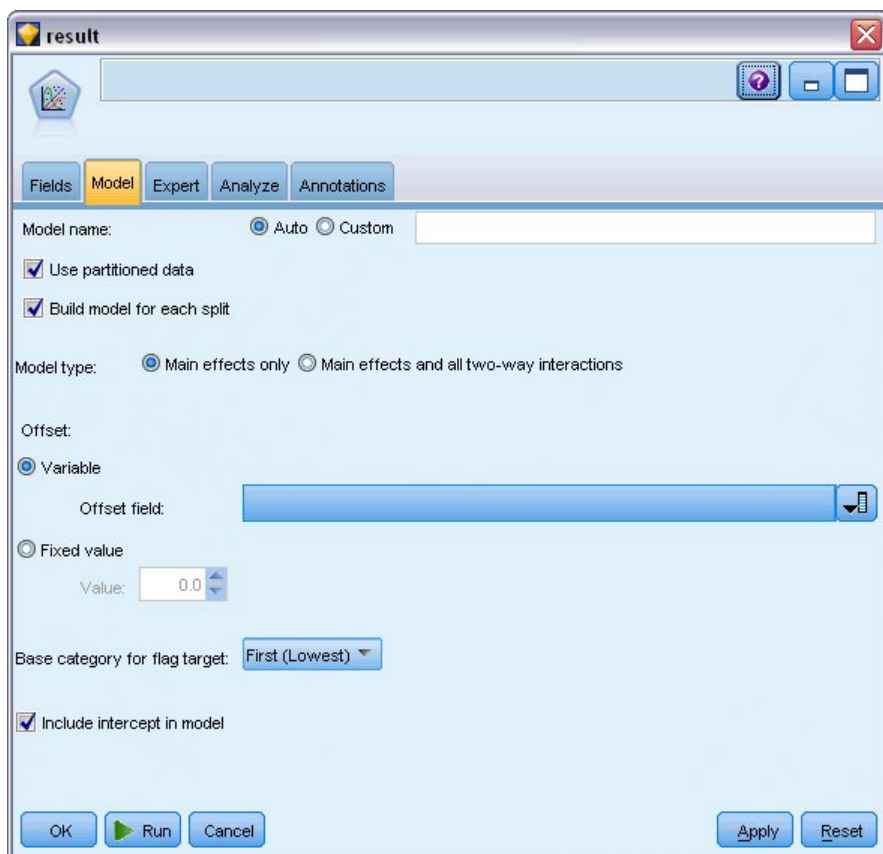 result
Fields Model Expert Analyze Annotations
Model name: Auto Custom
Use partitioned data
Build model for each split
Model type: Main effects only Main effects and all two-way interactions
Offset:
Variable
Offset field:
Fixed value
Value: 0.0
Base category for flag target: First (Lowest)
Include intercept in model
OK Run Cancel Apply Reset